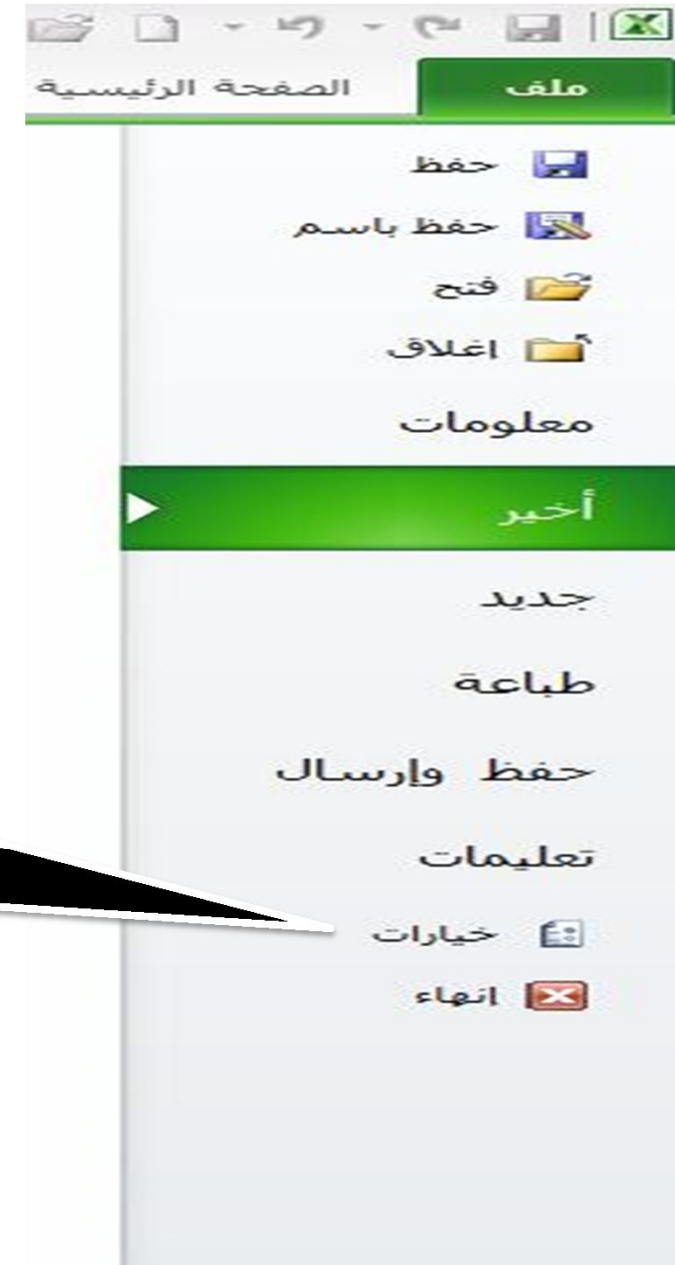 ملف
الصفحة الرئيسية
حفظ
حفظ باسم
فتح
اغلاق
معلومات
أخير
جديد
طباعة
حفظ وإرسال
تعليمات
خيارات
انهاء